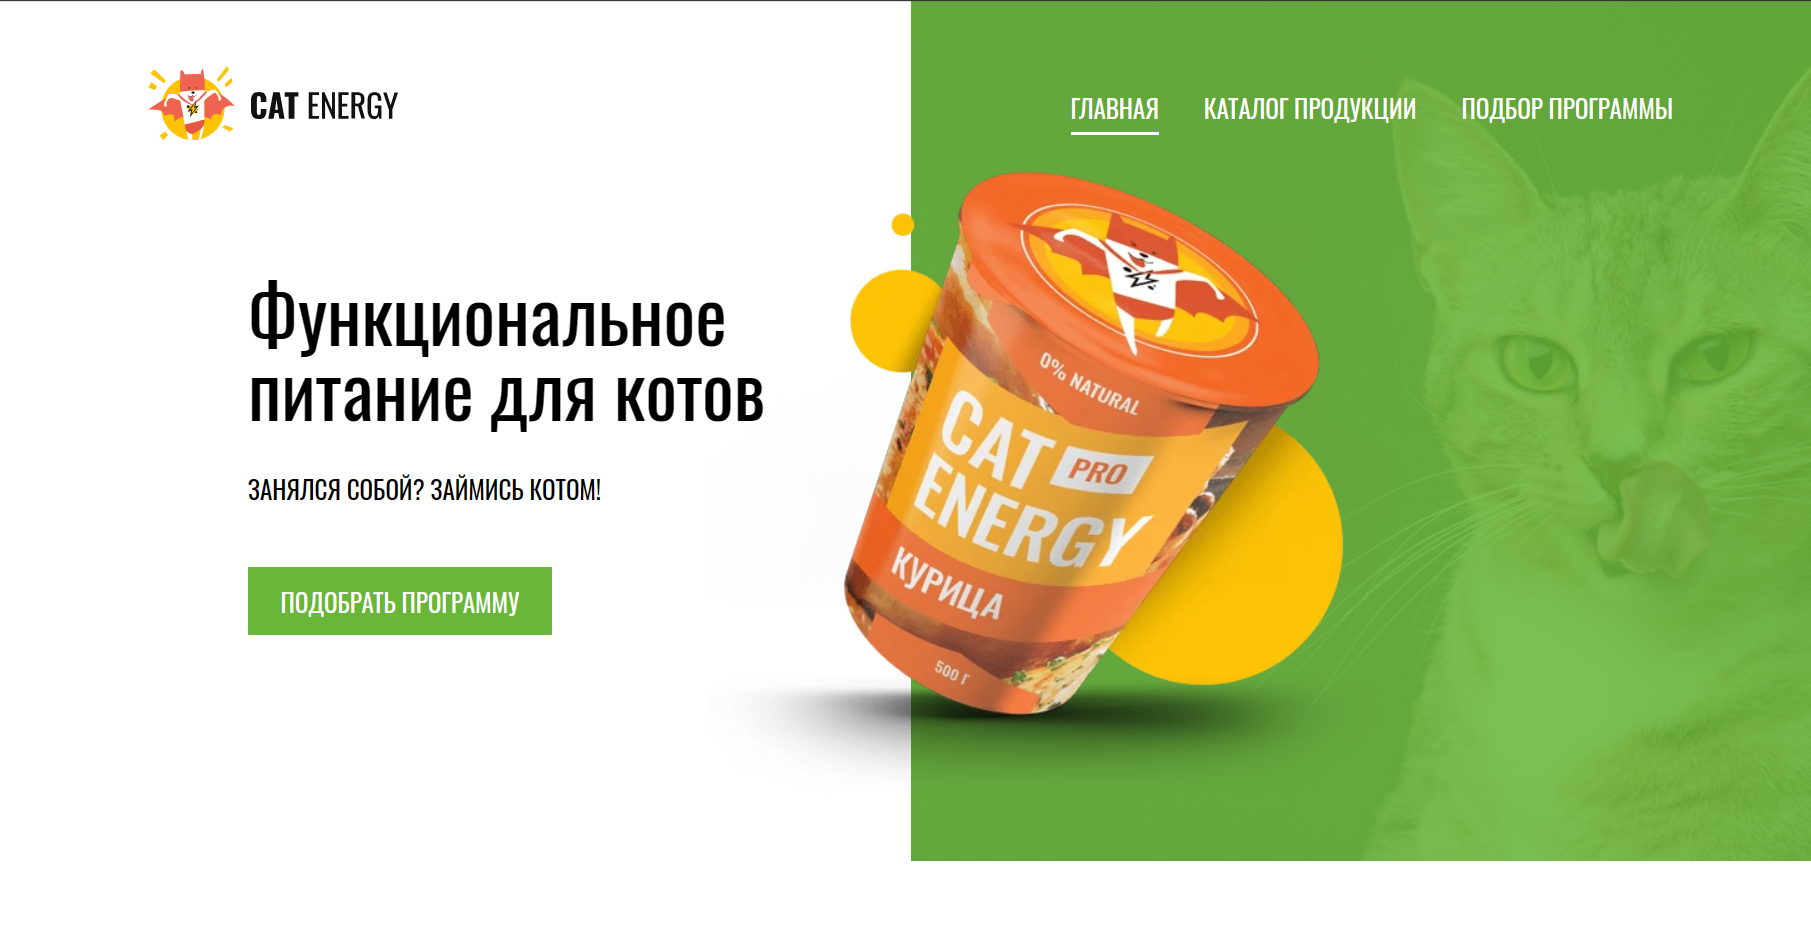 CAT ENERGY
ГЛАВНАЯ
КАТАЛОГ ПРОДУКЦИИ
ПОДБОР ПРОГРАММЫ
Функциональное
питание для котов
ЗАНЯЛСЯ СОБОЙ? ЗАЙМИСЬ КОТОМ!
ПОДОБРАТЬ ПРОГРАММУ
0% NATURAL
CAT PRO
ENERGY
КУРИЦА
500 Г